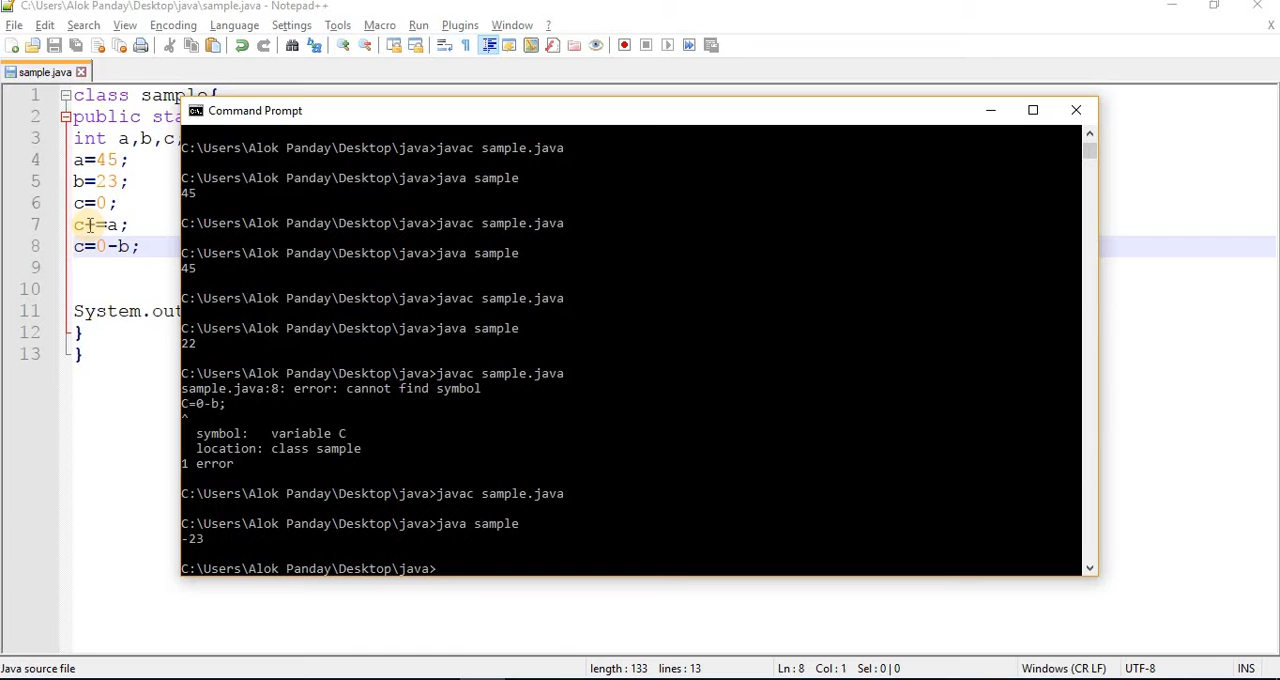 C:\Users\Alok Panday\Desktop\java\sample.java - Notepad++
File Edit Search View Encoding Language Settings Tools Macro Run Plugins Window ?
X
sample.java
1 class sample{
2 public sta
3 int a,b,c;
4 a=45;
5 b=23;
6 c=0;
7 c+=a;
8 c=0-b;
9
10
11 System.out
12 }
13 }
Command Prompt
C:\Users\Alok Panday\Desktop\java>javac sample.java
C:\Users\Alok Panday\Desktop\java>java sample
45
C:\Users\Alok Panday\Desktop\java>javac sample.java
C:\Users\Alok Panday\Desktop\java>java sample
45
C:\Users\Alok Panday\Desktop\java>javac sample.java
C:\Users\Alok Panday\Desktop\java>java sample
22
C:\Users\Alok Panday\Desktop\java>javac sample.java
sample.java:8: error: cannot find symbol
C=0-b;
^
symbol: variable C
location: class sample
1 error
C:\Users\Alok Panday\Desktop\java>javac sample.java
C:\Users\Alok Panday\Desktop\java>java sample
-23
C:\Users\Alok Panday\Desktop\java>
Java source file length : 133 lines : 13 Ln : 8 Col : 1 Sel : 0 | 0 Windows (CR LF) UTF-8 INS